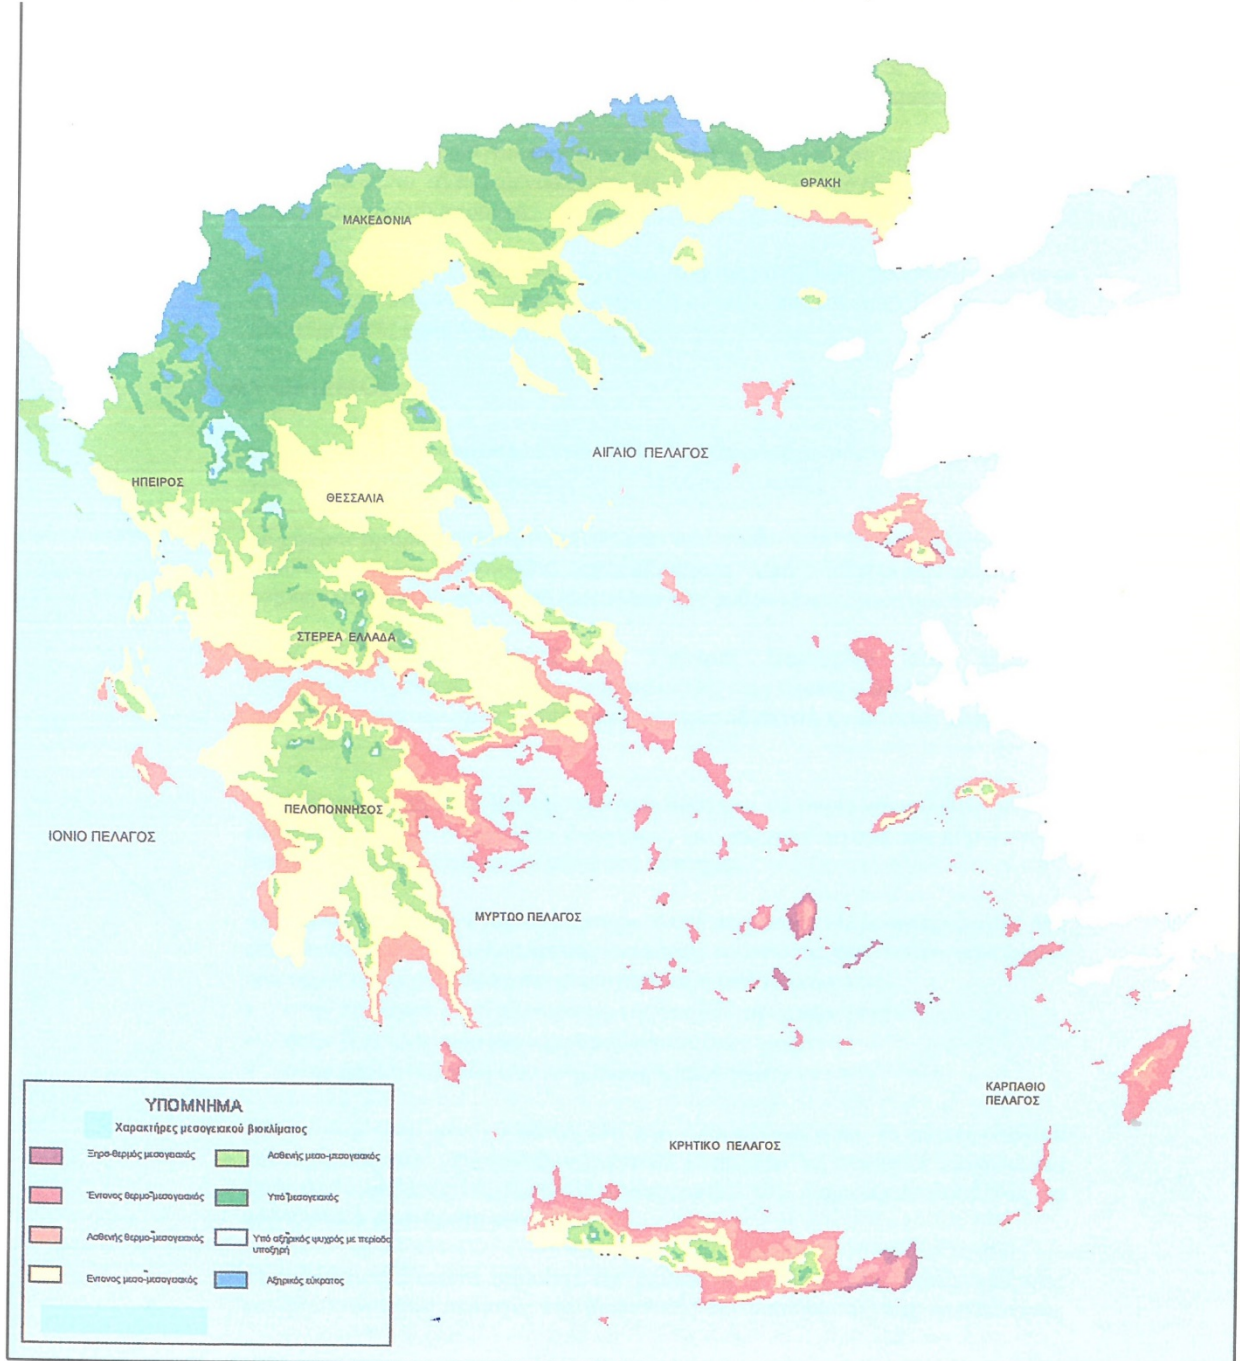 ΘΡΑΚΗ
ΜΑΚΕΔΟΝΙΑ
ΑΙΓΑΙΟ ΠΕΛΑΓΟΣ
ΗΠΕΙΡΟΣ
ΘΕΣΣΑΛΙΑ
ΣΤΕΡΕΑ ΕΛΛΑΔΑ
ΠΕΛΟΠΟΝΝΗΣΟΣ
ΙΟΝΙΟ ΠΕΛΑΓΟΣ
ΜΥΡΤΩΟ ΠΕΛΑΓΟΣ
ΚΑΡΠΑΘΙΟ
ΠΕΛΑΓΟΣ
ΚΡΗΤΙΚΟ ΠΕΛΑΓΟΣ
ΥΠΟΜΝΗΜΑ
Χαρακτήρες μεσογειακού βιοκλίματος
Ξηρο-θερμός μεσογειακός
Ασθενής μεσο-μεσογειακός
Έντονος θερμο-μεσογειακός
Υπό μεσογειακός
Ασθενής θερμο-μεσογειακός
Υπό αξηρικός ψυχρός με περίοδο
υποξηρή
Εντονος μεσο-μεσογειακός
Αξηρικός εύκρατος